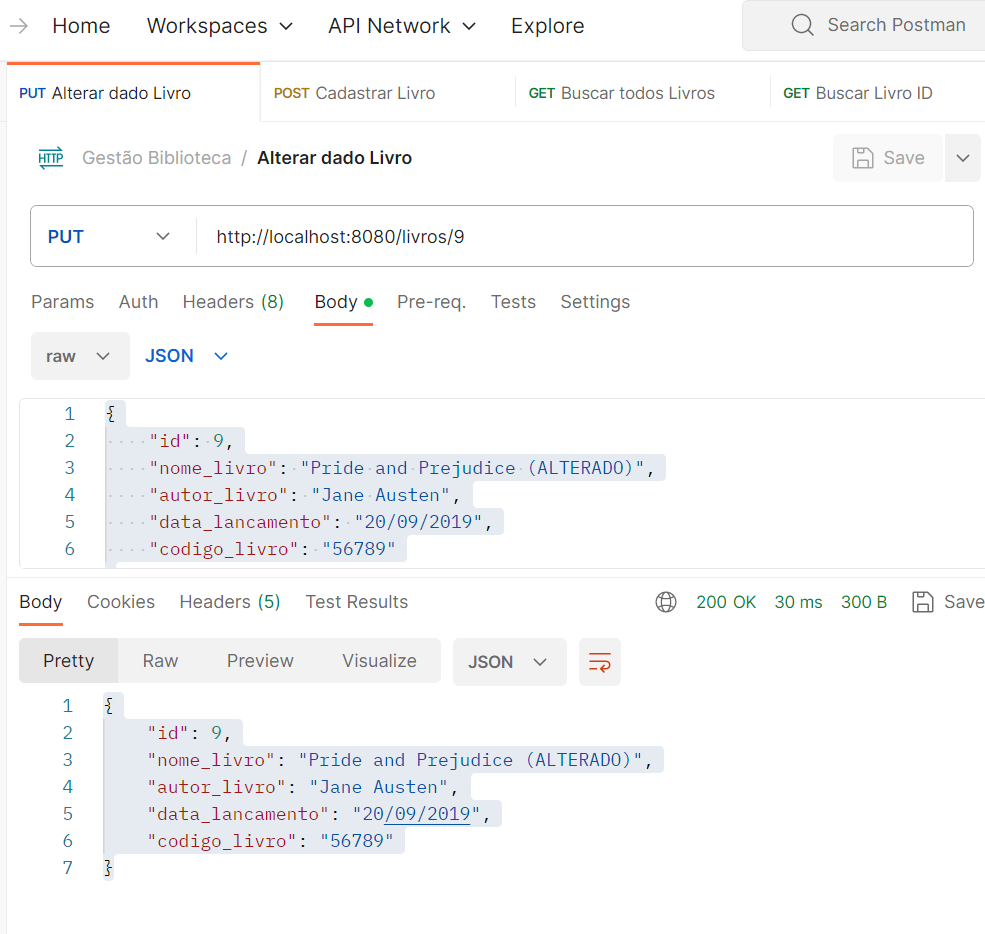 Home Workspaces API Network Explore Search Postman
PUT Alterar dado Livro POST Cadastrar Livro GET Buscar todos Livros GET Buscar Livro ID
HTTP Gestão Biblioteca / Alterar dado Livro Save
PUT http://localhost:8080/livros/9
Params Auth Headers (8) Body Pre-req. Tests Settings
raw JSON
1 {
2 "id": 9,
3 "nome_livro": "Pride and Prejudice (ALTERADO)",
4 "autor_livro": "Jane Austen",
5 "data_lancamento": "20/09/2019",
6 "codigo_livro": "56789"
Body Cookies Headers (5) Test Results 200 OK 30 ms 300 B Save
Pretty Raw Preview Visualize JSON
1 {
2 "id": 9,
3 "nome_livro": "Pride and Prejudice (ALTERADO)",
4 "autor_livro": "Jane Austen",
5 "data_lancamento": "20/09/2019",
6 "codigo_livro": "56789"
7 }